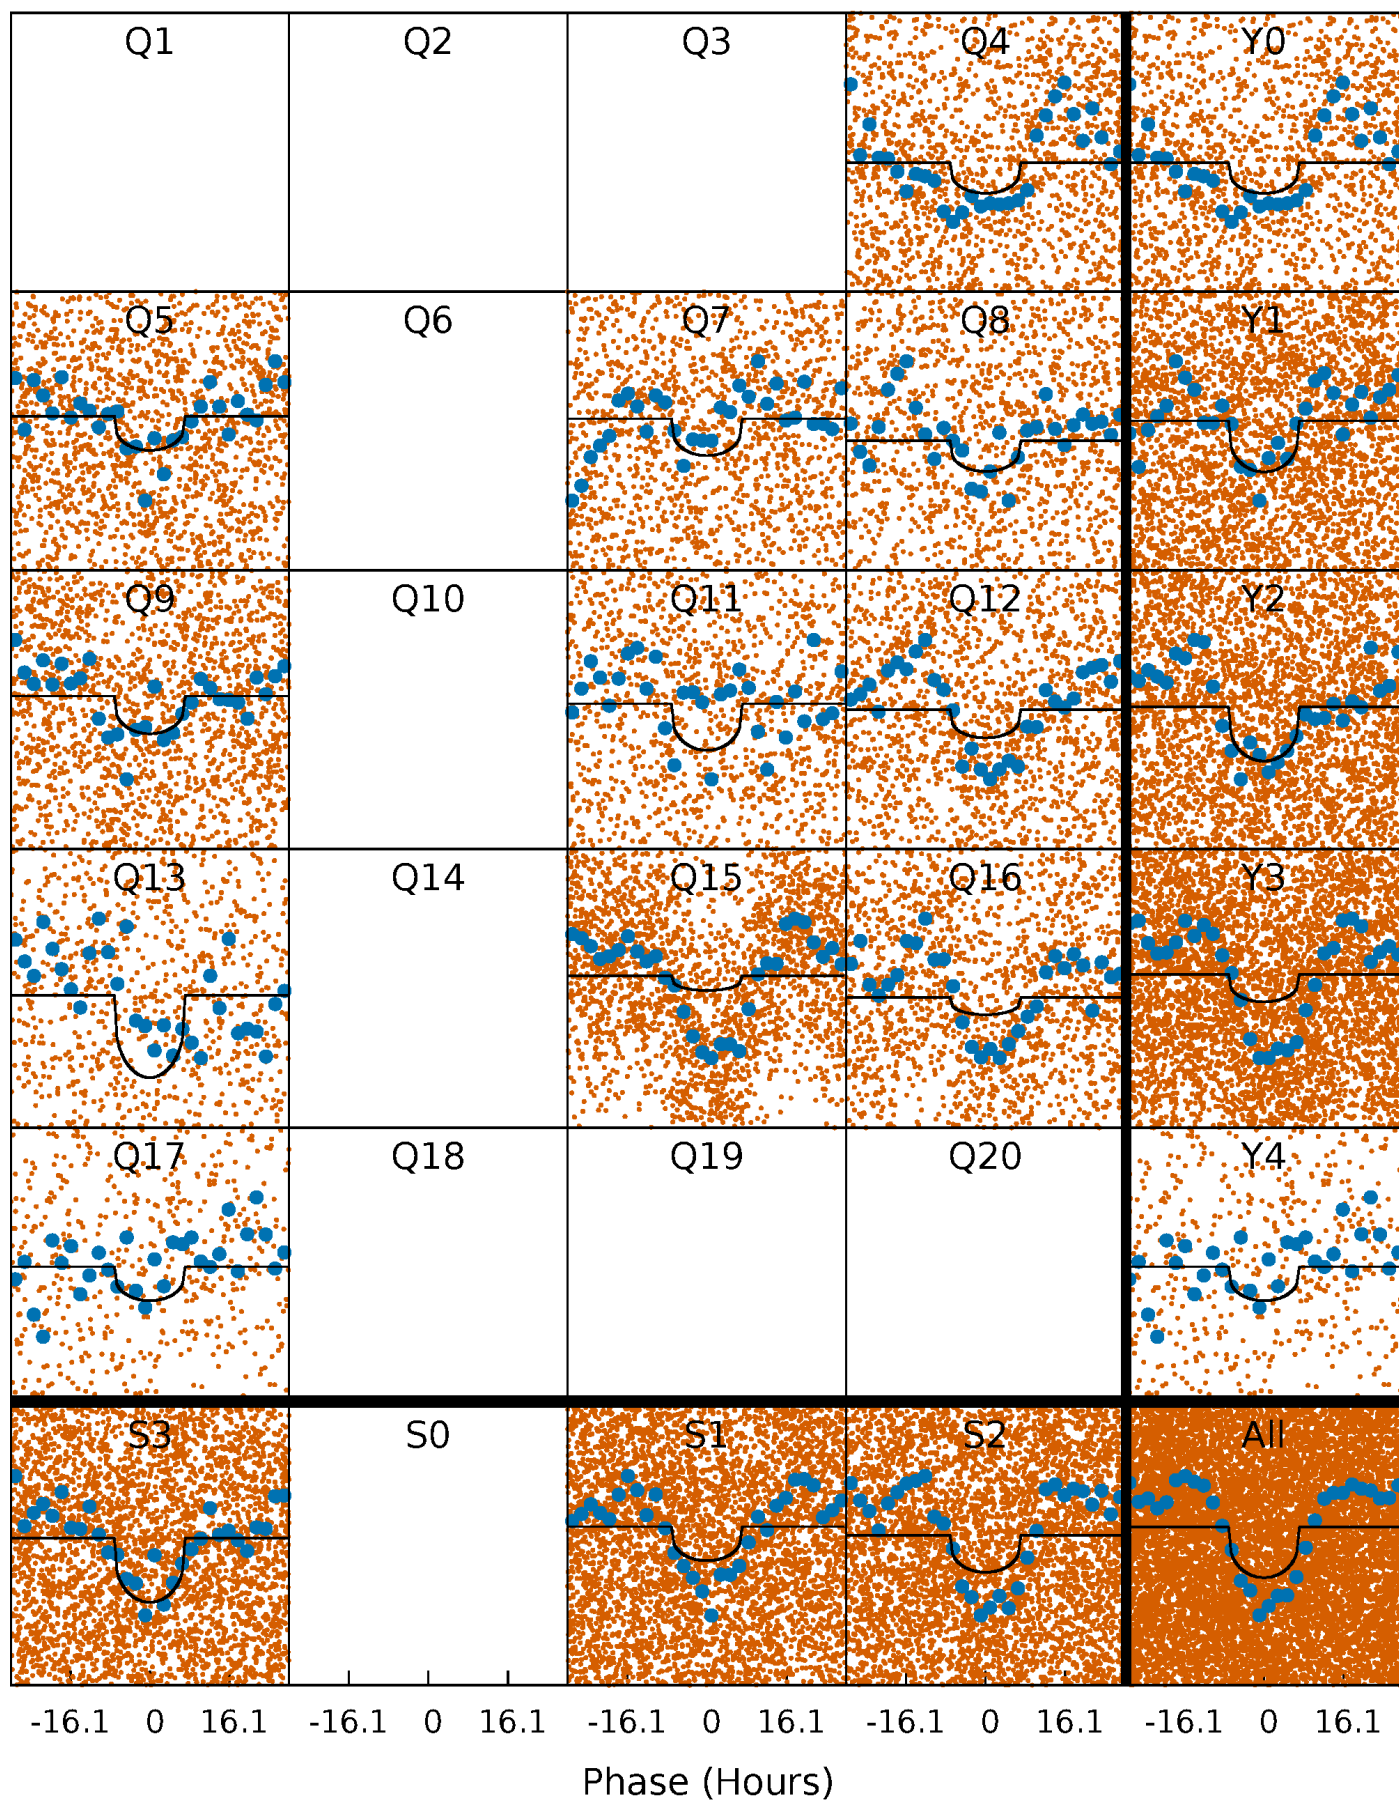 Q1 Q2 Q3 Q4 Y0
Q5 Q6 Q7 Q8 Y1
Q9 Q10 Q11 Q12 Y2
Q13 Q14 Q15 Q16 Y3
Q17 Q18 Q19 Q20 Y4
S3 S0 S1 S2 All
-16.1 0 16.1 -16.1 0 16.1 -16.1 0 16.1 -16.1 0 16.1 -16.1 0 16.1
Phase (Hours)